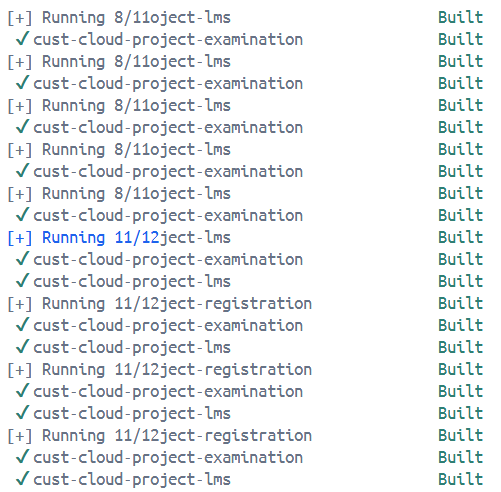 [+] Running 8/11oject-lms Built
✓ cust-cloud-project-examination Built
[+] Running 8/11oject-lms Built
✓ cust-cloud-project-examination Built
[+] Running 8/11oject-lms Built
✓ cust-cloud-project-examination Built
[+] Running 8/11oject-lms Built
✓ cust-cloud-project-examination Built
[+] Running 8/11oject-lms Built
✓ cust-cloud-project-examination Built
[+] Running 11/12ject-lms Built
✓ cust-cloud-project-examination Built
✓ cust-cloud-project-lms Built
[+] Running 11/12ject-registration Built
✓ cust-cloud-project-examination Built
✓ cust-cloud-project-lms Built
[+] Running 11/12ject-registration Built
✓ cust-cloud-project-examination Built
✓ cust-cloud-project-lms Built
[+] Running 11/12ject-registration Built
✓ cust-cloud-project-examination Built
✓ cust-cloud-project-lms Built